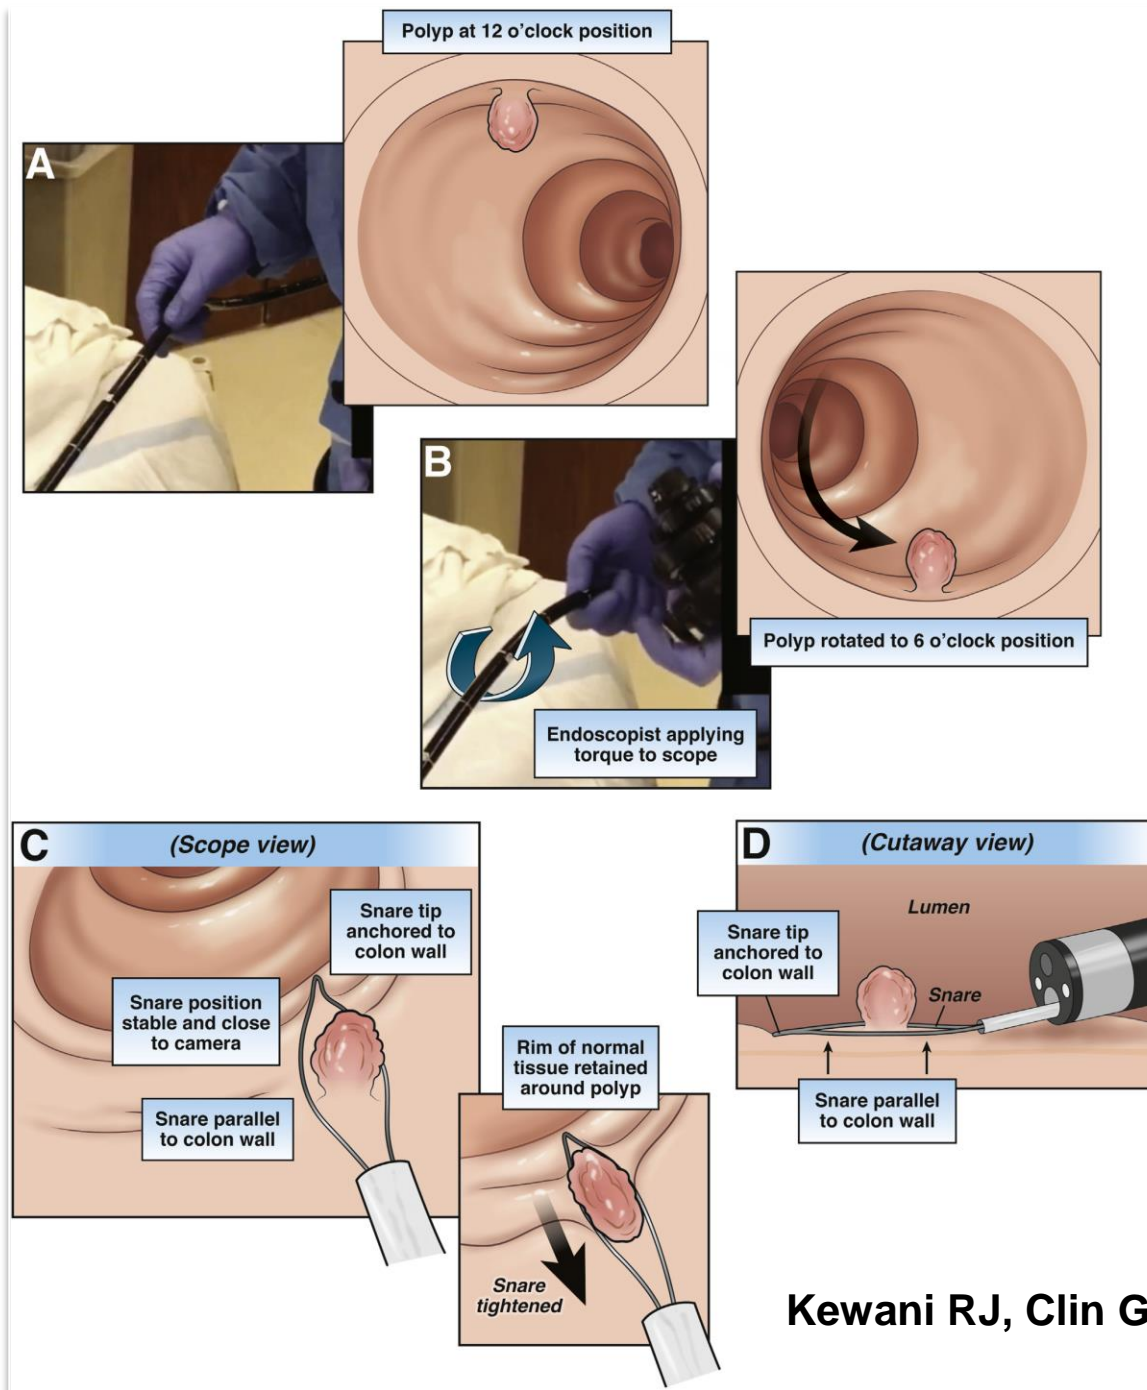 Polyp at 12 o'clock position
A
B
Polyp rotated to 6 o'clock position
Endoscopist applying
torque to scope
C
(Scope view)
Snare tip
anchored to
colon wall
Snare position
stable and close
to camera
Snare parallel
to colon wall
Rim of normal
tissue retained
around polyp
Snare
tightened
D
(Cutaway view)
Lumen
Snare tip
anchored to
colon wall
Snare
Snare parallel
to colon wall
Kewani RJ, Clin G